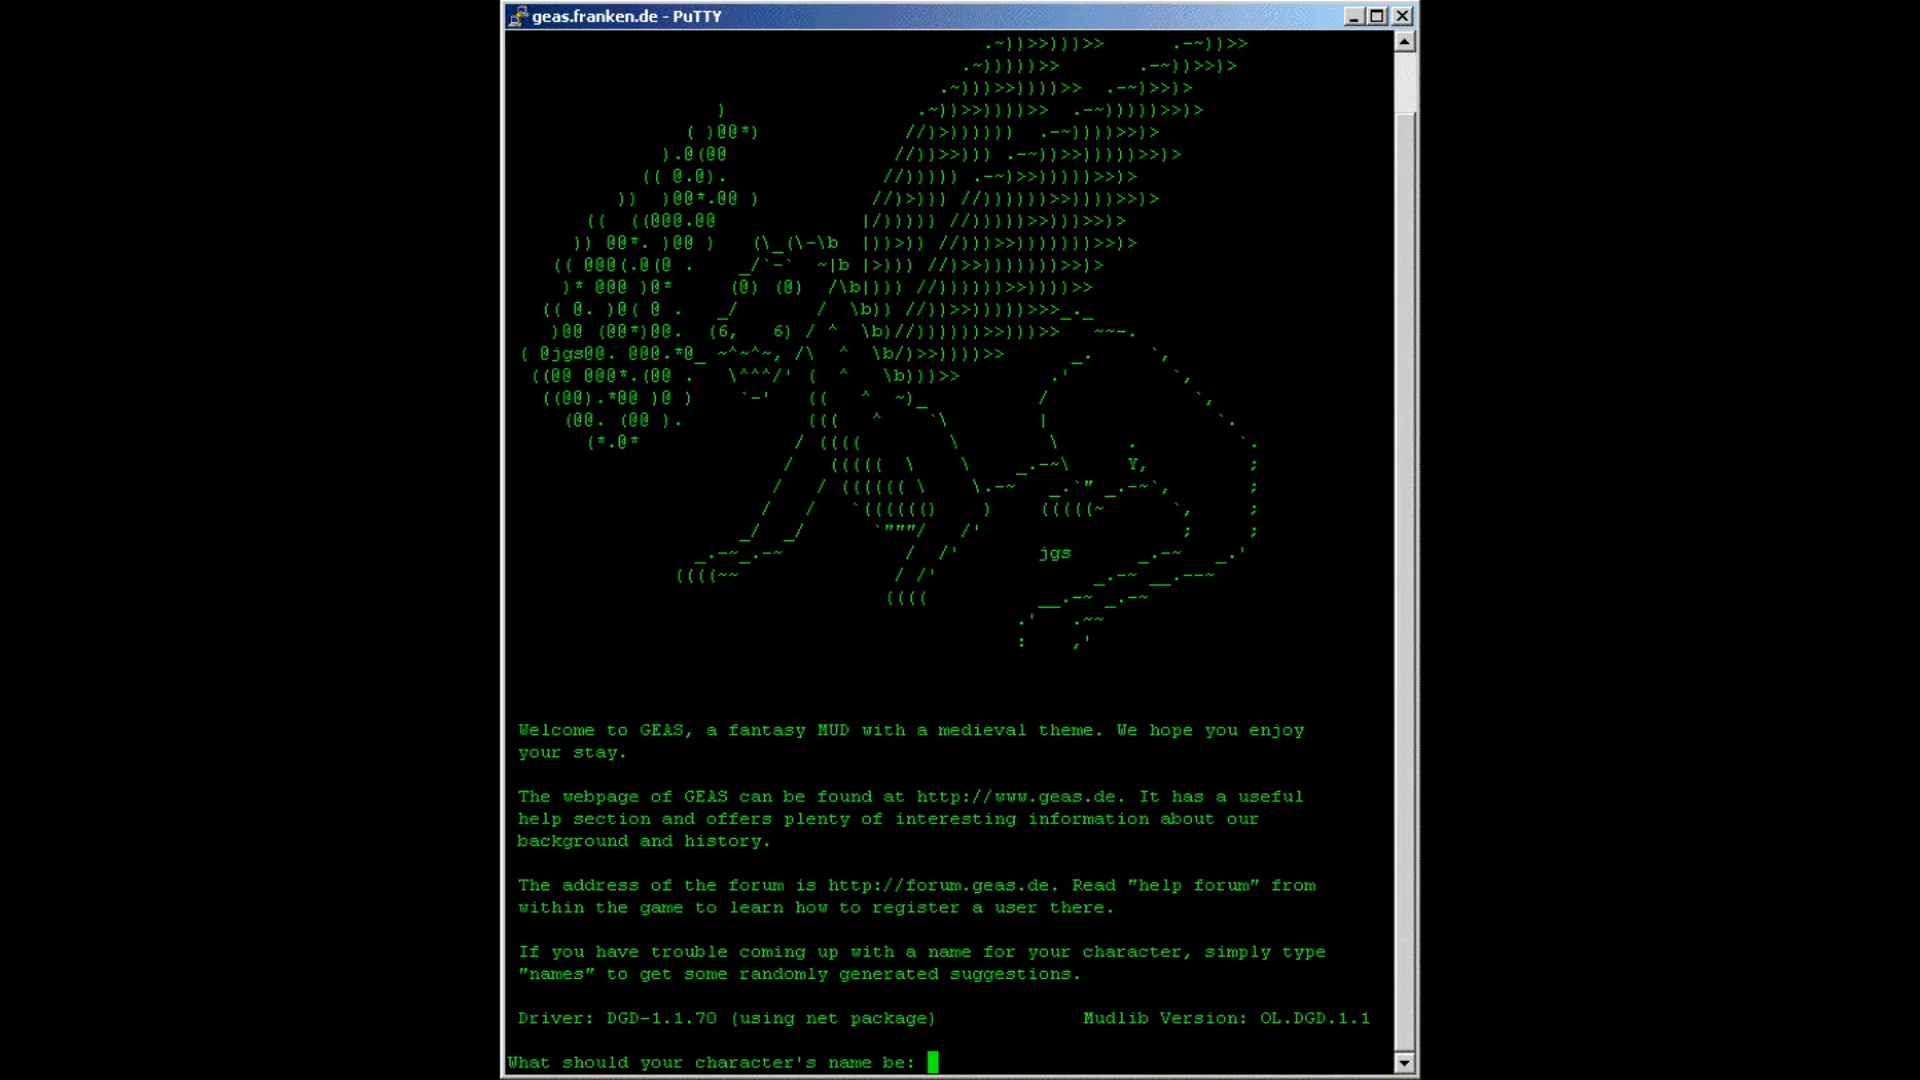 geas.franken.de - PuTTY
jgs
jgs
Welcome to GEAS, a fantasy MUD with a medieval theme. We hope you enjoy
your stay.
The webpage of GEAS can be found at http://www.geas.de. It has a useful
help section and offers plenty of interesting information about our
background and history.
The address of the forum is http://forum.geas.de. Read "help forum" from
within the game to learn how to register a user there.
If you have trouble coming up with a name for your character, simply type
"names" to get some randomly generated suggestions.
Driver: DGD-1.1.70 (using net package) Mudlib Version: OL.DGD.1.1
What should your character's name be: